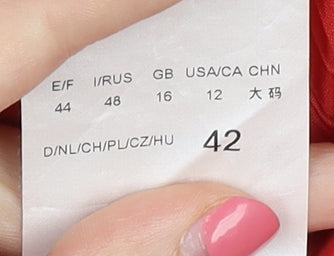 E/F I/RUS GB USA/CA CHN
44 48 16 12 大码
D/NL/CH/PL/CZ/HU 42